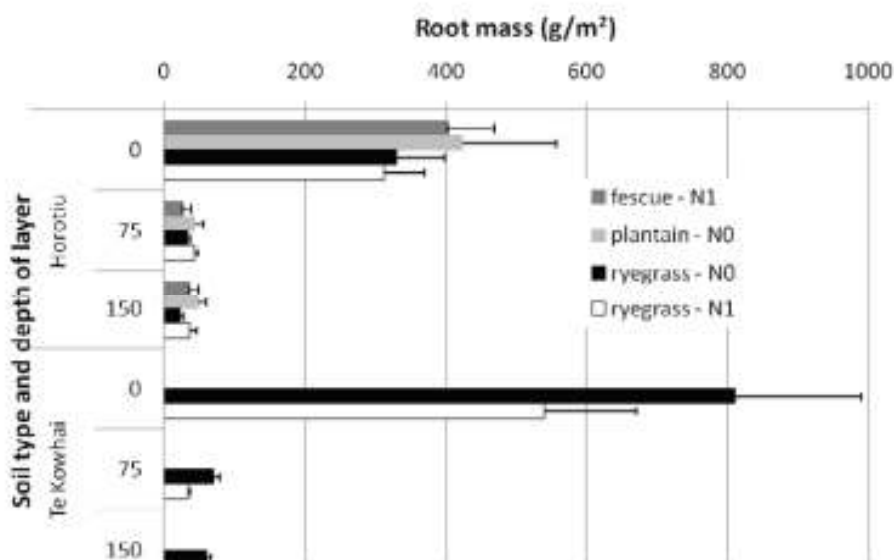 Root mass (g/m²)
0 200 400 600 800 1000
Soil type and depth of layer
Horotiu
0
75
150
Te Kowhai
0
75
150
fescue - N1
plantain - N0
ryegrass - N0
ryegrass - N1